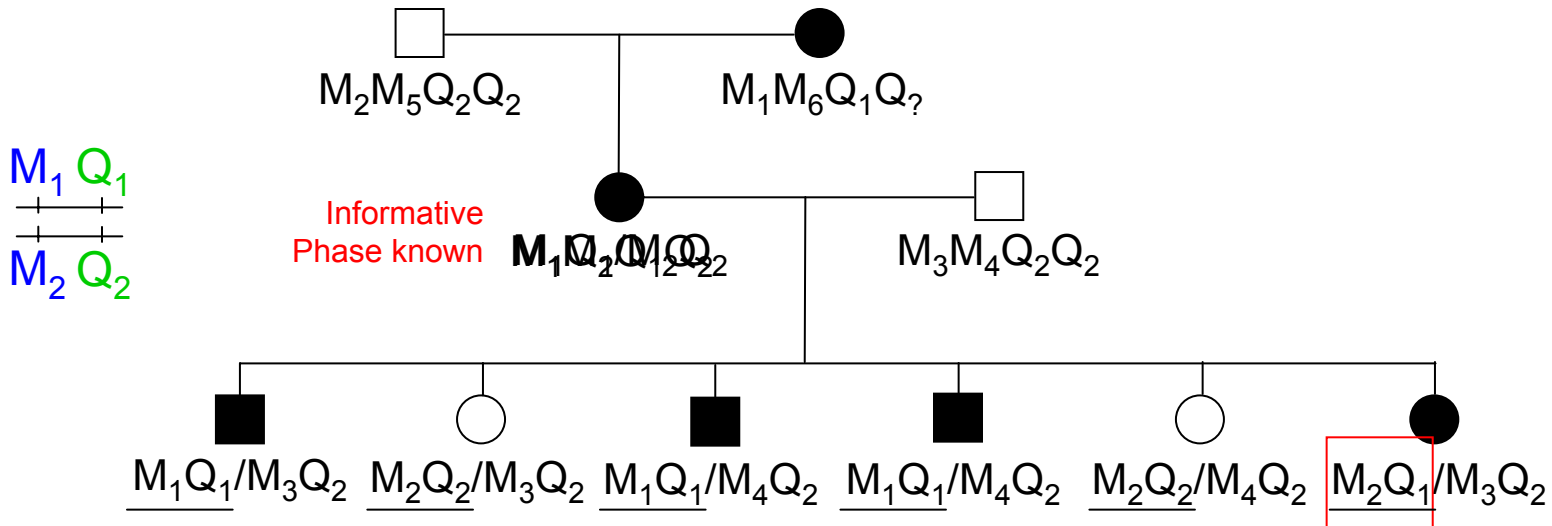 M₂M₅Q₂Q₂
M₁M₆Q₁Q?
M₁ Q₁
M₂ Q₂
Informative
Phase known
M₃M₄Q₂Q₂
M₁Q₁/M₃Q₂
M₂Q₂/M₃Q₂
M₁Q₁/M₄Q₂
M₁Q₁/M₄Q₂
M₂Q₂/M₄Q₂
M₂Q₁/M₃Q₂